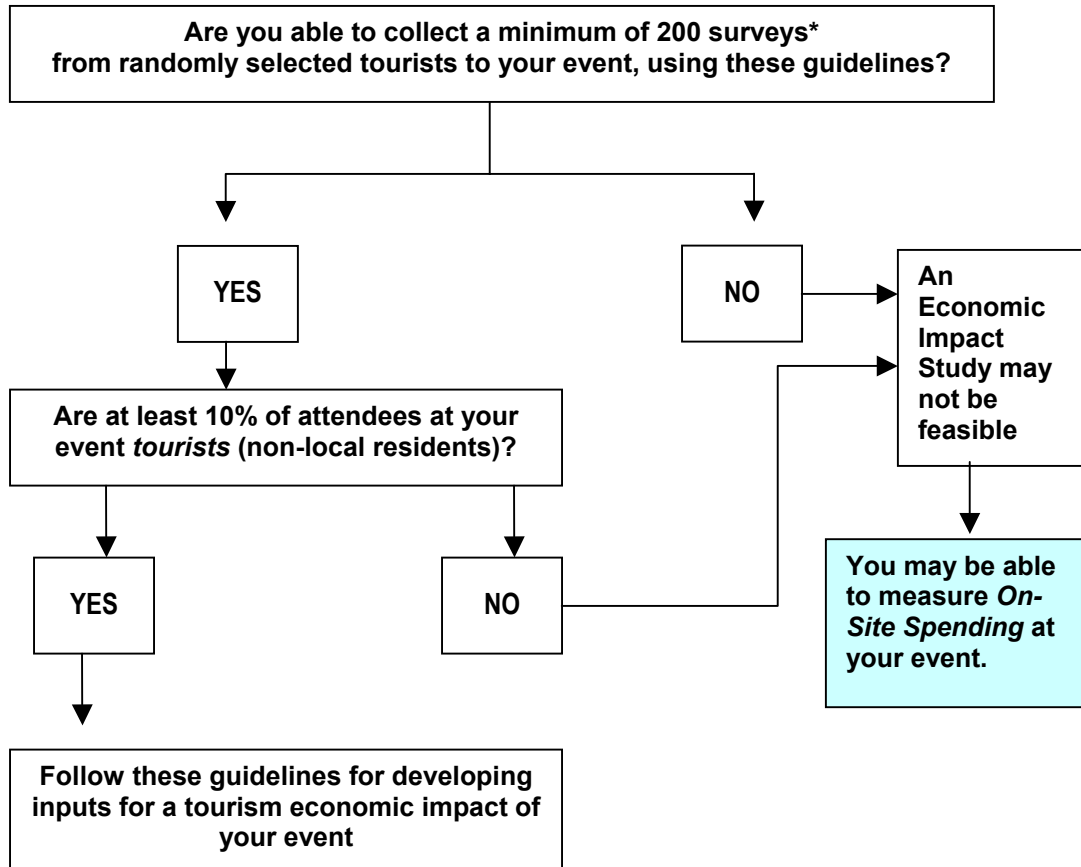 Are you able to collect a minimum of 200 surveys*
from randomly selected tourists to your event, using these guidelines?
YES
NO
An
Economic
Impact
Study may
not be
feasible
Are at least 10% of attendees at your
event tourists (non-local residents)?
YES
NO
You may be able
to measure On-
Site Spending at
your event.
Follow these guidelines for developing
inputs for a tourism economic impact of
your event